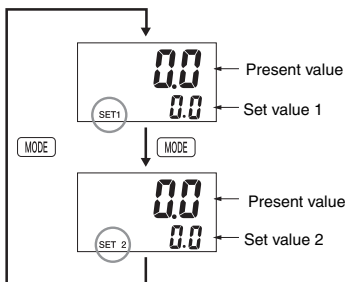 0.0
Present value
SET1
0.0
Set value 1
MODE
MODE
0.0
Present value
SET 2
0.0
Set value 2